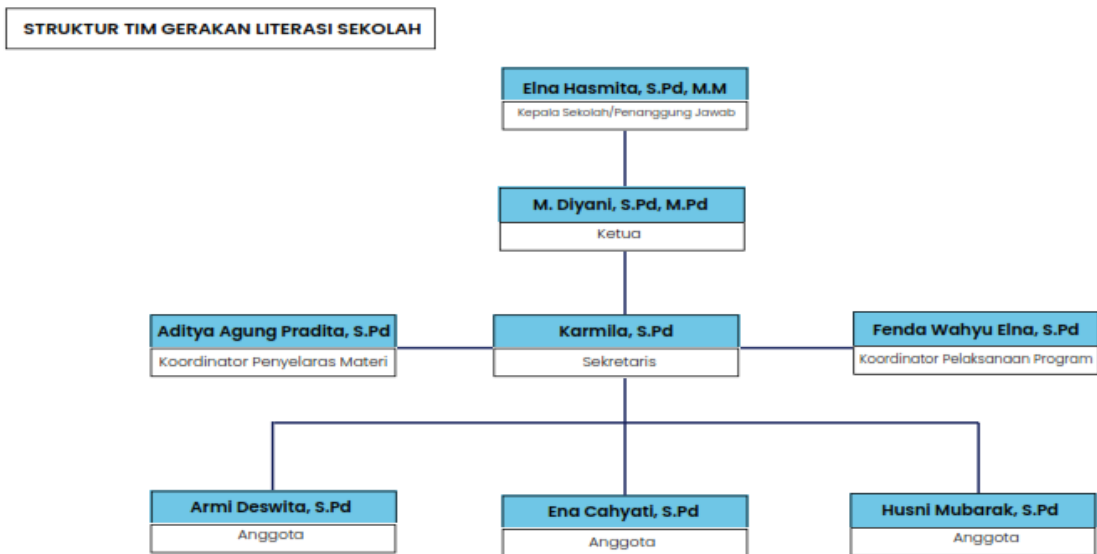 STRUKTUR TIM GERAKAN LITERASI SEKOLAH
Elna Hasmita, S.Pd, M.M
Kepala Sekolah/Penanggung Jawab
M. Diyani, S.Pd, M.Pd
Ketua
Aditya Agung Pradita, S.Pd
Koordinator Penyelaras Materi
Karmila, S.Pd
Sekretaris
Fenda Wahyu Elna, S.Pd
Koordinator Pelaksanaan Program
Armi Deswita, S.Pd
Anggota
Ena Cahyati, S.Pd
Anggota
Husni Mubarak, S.Pd
Anggota